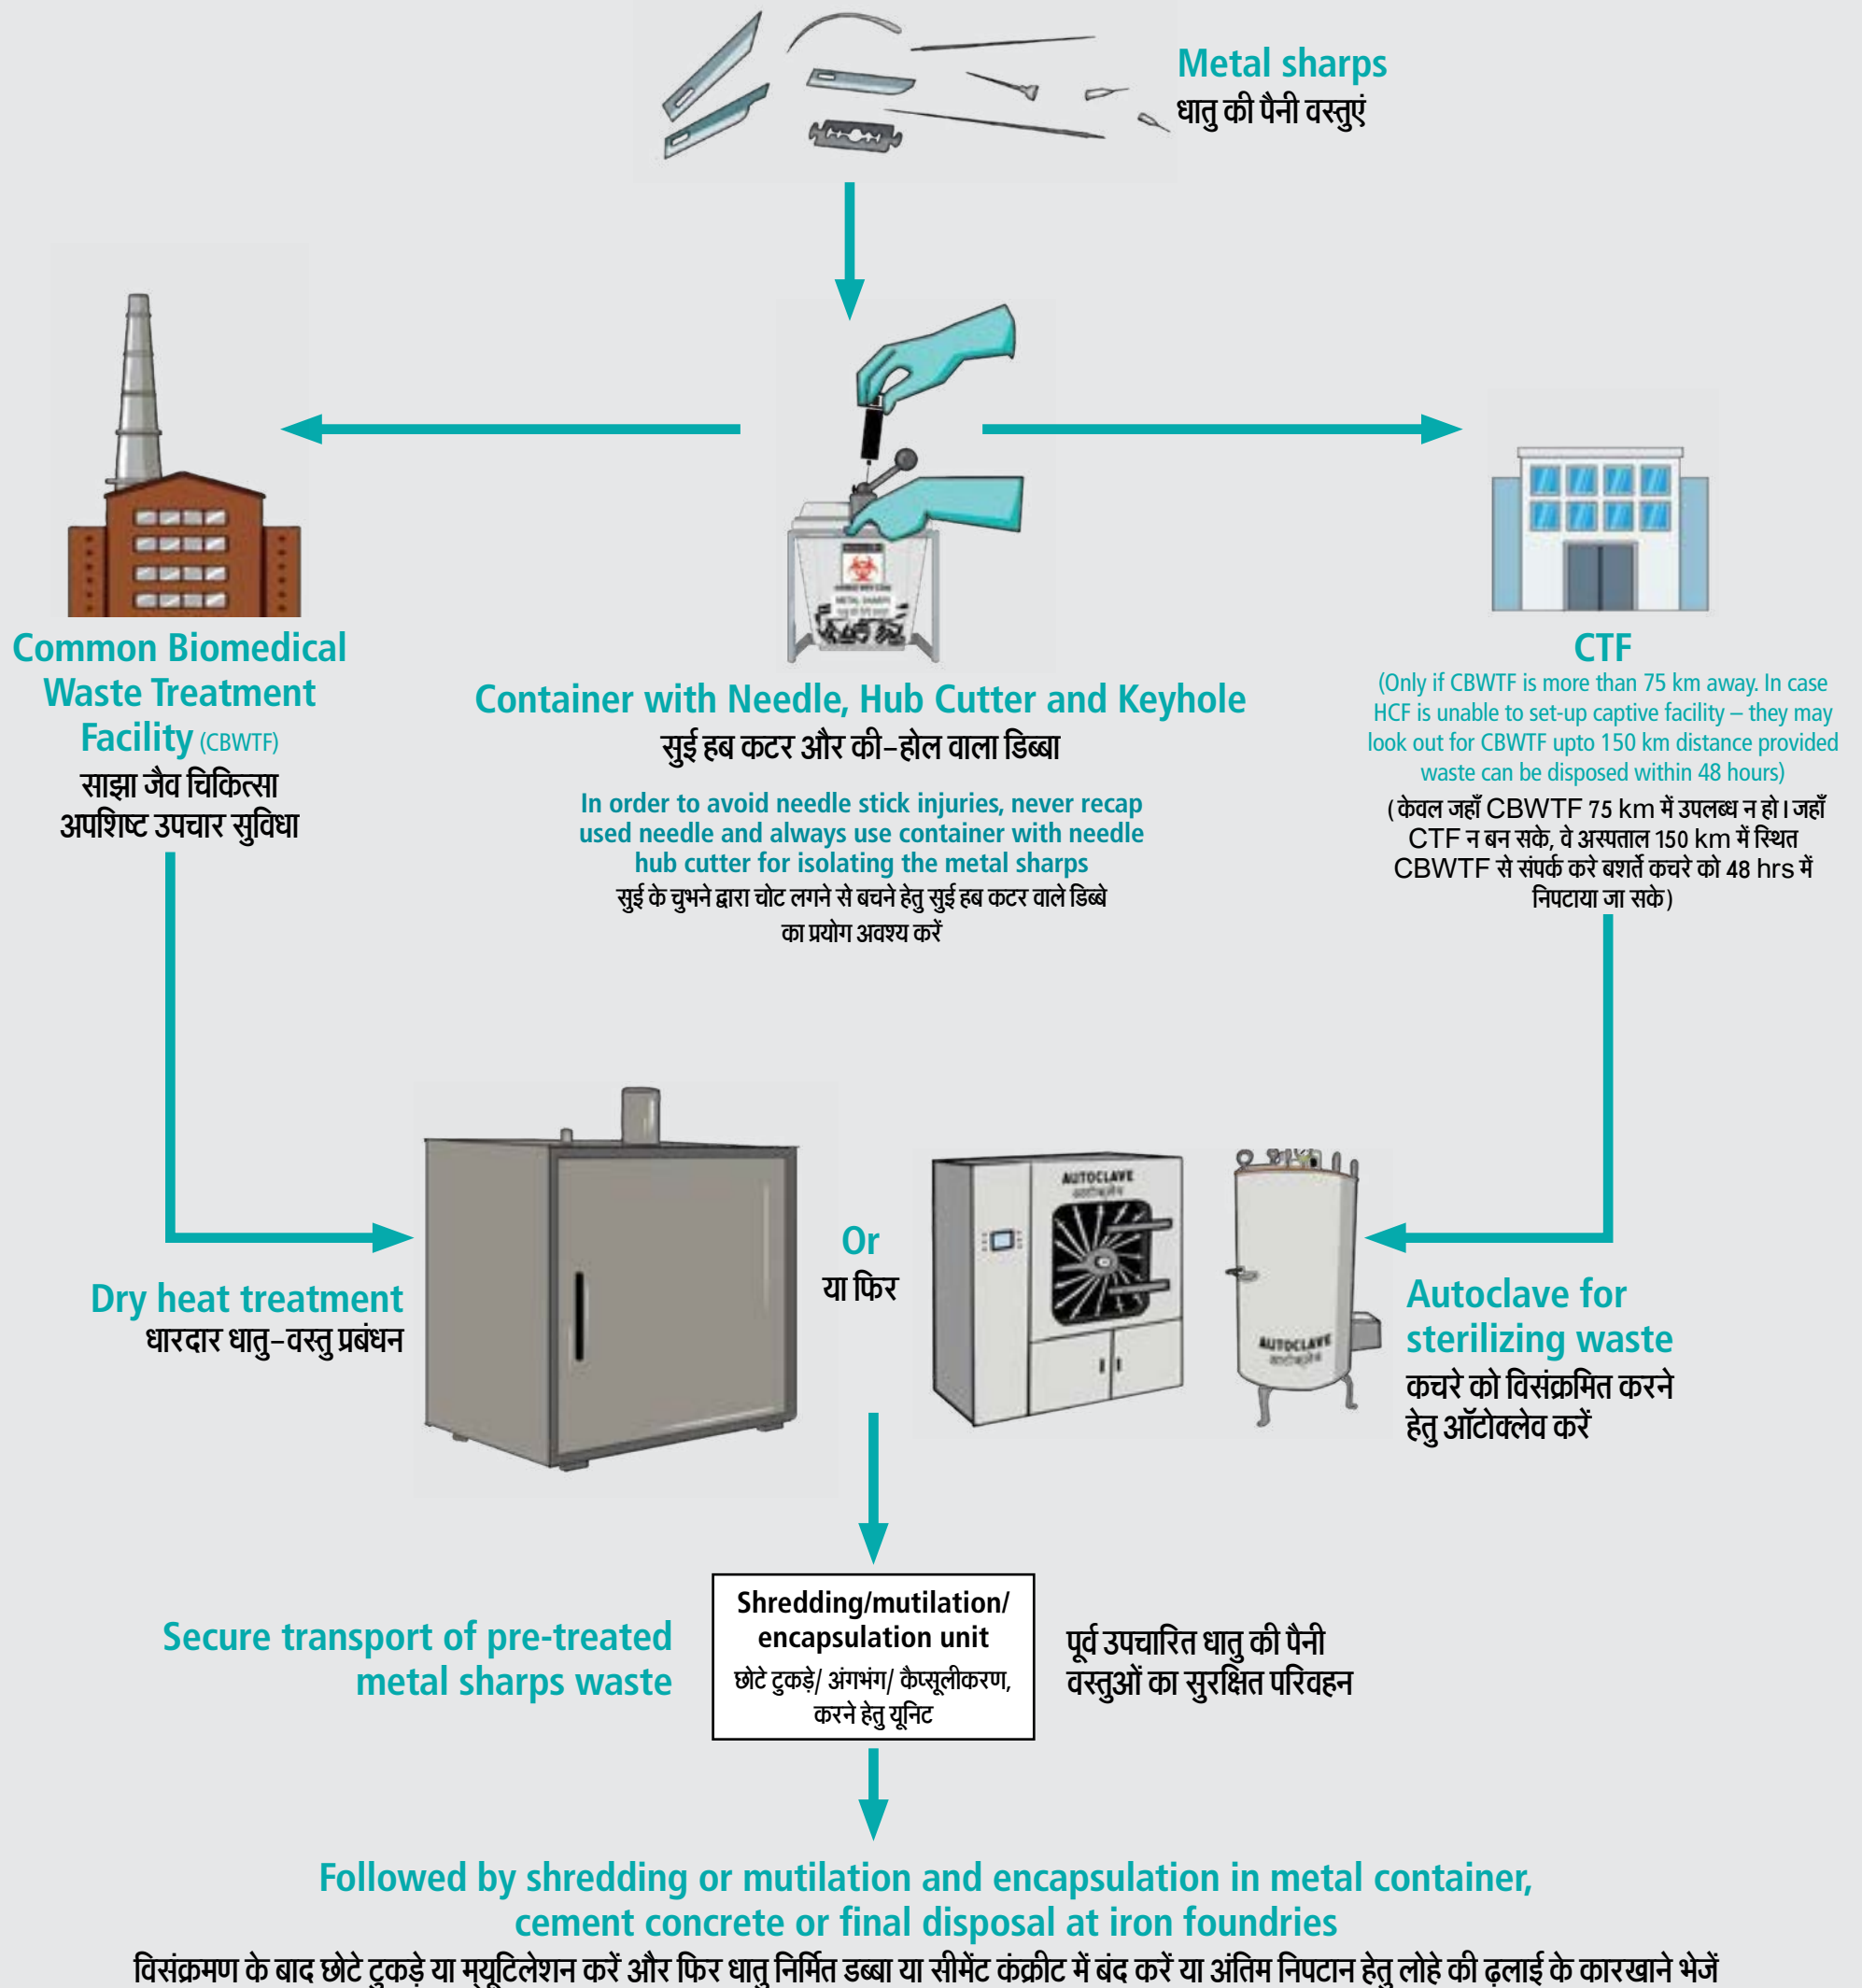 Metal sharps
धातु की पैनी वस्तुएं
METAL SHARPS
Common Biomedical
Waste Treatment
Facility (CBWTF)
साझा जैव चिकित्सा
अपशिष्ट उपचार सुविधा
Container with Needle, Hub Cutter and Keyhole
सुई हब कटर और की-होल वाला डिब्बा
In order to avoid needle stick injuries, never recap
used needle and always use container with needle
hub cutter for isolating the metal sharps
सुई के चुभने द्वारा चोट लगने से बचने हेतु सुई हब कटर वाले डिब्बे
का प्रयोग अवश्य करें
CTF
(Only if CBWTF is more than 75 km away. In case
HCF is unable to set-up captive facility – they may
look out for CBWTF upto 150 km distance provided
waste can be disposed within 48 hours)
(केवल जहाँ CBWTF 75 km में उपलब्ध न हो। जहाँ
CTF न बन सके, वे अस्पताल 150 km में स्थित
CBWTF से संपर्क करे बशर्ते कचरे को 48 hrs में
निपटाया जा सके)
Dry heat treatment
धारदार धातु-वस्तु प्रबंधन
Or
या फिर
AUTOCLAVE
आटोक्लेव
AUTOCLAVE
आटोक्लेव
Autoclave for
sterilizing waste
कचरे को विसंक्रमित करने
हेतु ऑटोक्लेव करें
Secure transport of pre-treated
metal sharps waste
Shredding/mutilation/
encapsulation unit
छोटे टुकड़े/ अंगभंग/ कैप्सूलीकरण,
करने हेतु यूनिट
पूर्व उपचारित धातु की पैनी
वस्तुओं का सुरक्षित परिवहन
Followed by shredding or mutilation and encapsulation in metal container,
cement concrete or final disposal at iron foundries
विसंक्रमण के बाद छोटे टुकड़े या म्यूटिलेशन करें और फिर धातु निर्मित डब्बा या सीमेंट कंक्रीट में बंद करें या अंतिम निपटान हेतु लोहे की ढ़लाई के कारखाने भेजें